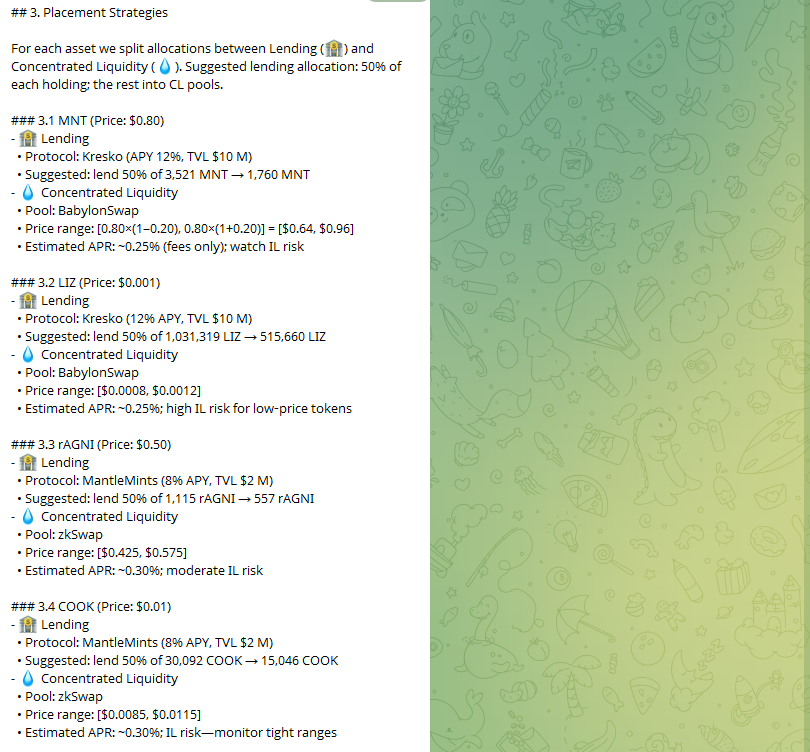 ## 3. Placement Strategies
For each asset we split allocations between Lending (🏦) and
Concentrated Liquidity (💧). Suggested lending allocation: 50% of
each holding; the rest into CL pools.
### 3.1 MNT (Price: $0.80)
- 🏦 Lending
• Protocol: Kresko (APY 12%, TVL $10 M)
• Suggested: lend 50% of 3,521 MNT → 1,760 MNT
- 💧 Concentrated Liquidity
• Pool: BabylonSwap
• Price range: [0.80×(1−0.20), 0.80×(1+0.20)] = [$0.64, $0.96]
• Estimated APR: ~0.25% (fees only); watch IL risk
### 3.2 LIZ (Price: $0.001)
- 🏦 Lending
• Protocol: Kresko (12% APY, TVL $10 M)
• Suggested: lend 50% of 1,031,319 LIZ → 515,660 LIZ
- 💧 Concentrated Liquidity
• Pool: BabylonSwap
• Price range: [$0.0008, $0.0012]
• Estimated APR: ~0.25%; high IL risk for low-price tokens
### 3.3 rAGNI (Price: $0.50)
- 🏦 Lending
• Protocol: MantleMints (8% APY, TVL $2 M)
• Suggested: lend 50% of 1,115 rAGNI → 557 rAGNI
- 💧 Concentrated Liquidity
• Pool: zkSwap
• Price range: [$0.425, $0.575]
• Estimated APR: ~0.30%; moderate IL risk
### 3.4 COOK (Price: $0.01)
- 🏦 Lending
• Protocol: MantleMints (8% APY, TVL $2 M)
• Suggested: lend 50% of 30,092 COOK → 15,046 COOK
- 💧 Concentrated Liquidity
• Pool: zkSwap
• Price range: [$0.0085, $0.0115]
• Estimated APR: ~0.30%; IL risk—monitor tight ranges